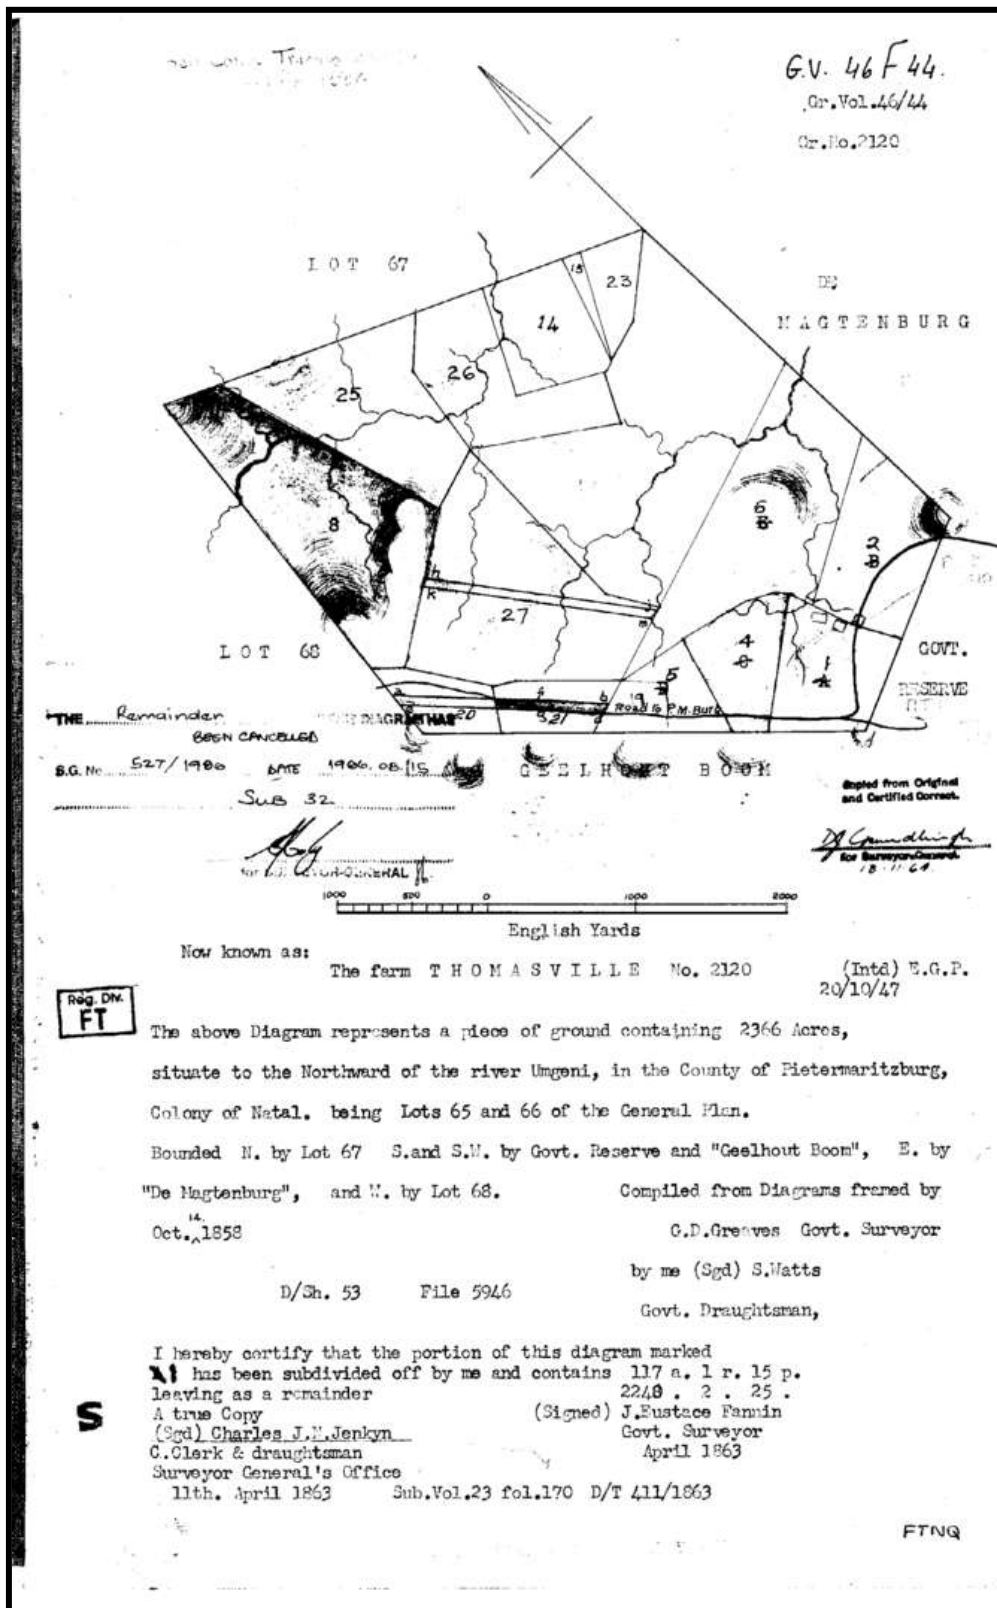 G.V. 46 F 44.
Gr.Vol.46/44
Gr.No.2120
LOT 67
DE
MAGTENBURG
15
23
14
26
25
8
6
B
2
B
h
k
27
4
C
1
A
5
LOT 68
GOVT.
RESERVE
a
b
19
20
21
Road to P.M.Burg
THE Remainder DIAGRAM HAS
BEEN CANCELLED
S.G. No. 527/1986 DATE 1986.08.15
GEELHOUT BOOM
Sub 32
Copied from Original
and Certified Correct.
for SURVEYOR-GENERAL
for Surveyor-General.
18.11.64
1000 500 0 1000 2000
English Yards
Now known as:
The farm THOMASVILLE No. 2120 (Intd) E.G.P.
20/10/47
Reg. Div.
FT
The above Diagram represents a piece of ground containing 2366 Acres,
situate to the Northward of the river Umgeni, in the County of Pietermaritzburg,
Colony of Natal. being Lots 65 and 66 of the General Plan.
Bounded N. by Lot 67 S.and S.W. by Govt. Reserve and "Geelhout Boom", E. by
"De Magtenburg", and W. by Lot 68. Compiled from Diagrams framed by
Oct. 14. 1858 G.D.Greaves Govt. Surveyor
by me (Sgd) S.Watts
D/Sh. 53 File 5946
Govt. Draughtsman,
I hereby certify that the portion of this diagram marked
1 has been subdivided off by me and contains 117 a. 1 r. 15 p.
leaving as a remainder 2248 . 2 . 25 .
S
A true Copy (Signed) J.Eustace Fannin
(Sgd) Charles J.N.Jenkyn Govt. Surveyor
C.Clerk & draughtsman April 1863
Surveyor General's Office
11th. April 1863 Sub.Vol.23 fol.170 D/T 411/1863
FTNQ